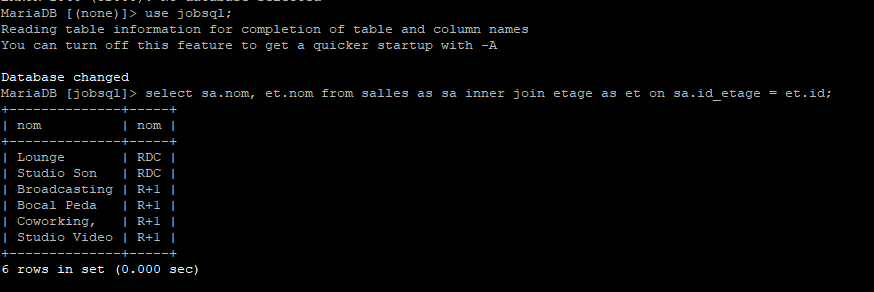 MariaDB [(none)]> use jobsql;
Reading table information for completion of table and column names
You can turn off this feature to get a quicker startup with -A

Database changed
MariaDB [jobsql]> select sa.nom, et.nom from salles as sa inner join etage as et on sa.id_etage = et.id;
+--------------+-----+
| nom          | nom |
+--------------+-----+
| Lounge       | RDC |
| Studio Son   | RDC |
| Broadcasting | R+1 |
| Bocal Peda   | R+1 |
| Coworking,   | R+1 |
| Studio Video | R+1 |
+--------------+-----+
6 rows in set (0.000 sec)